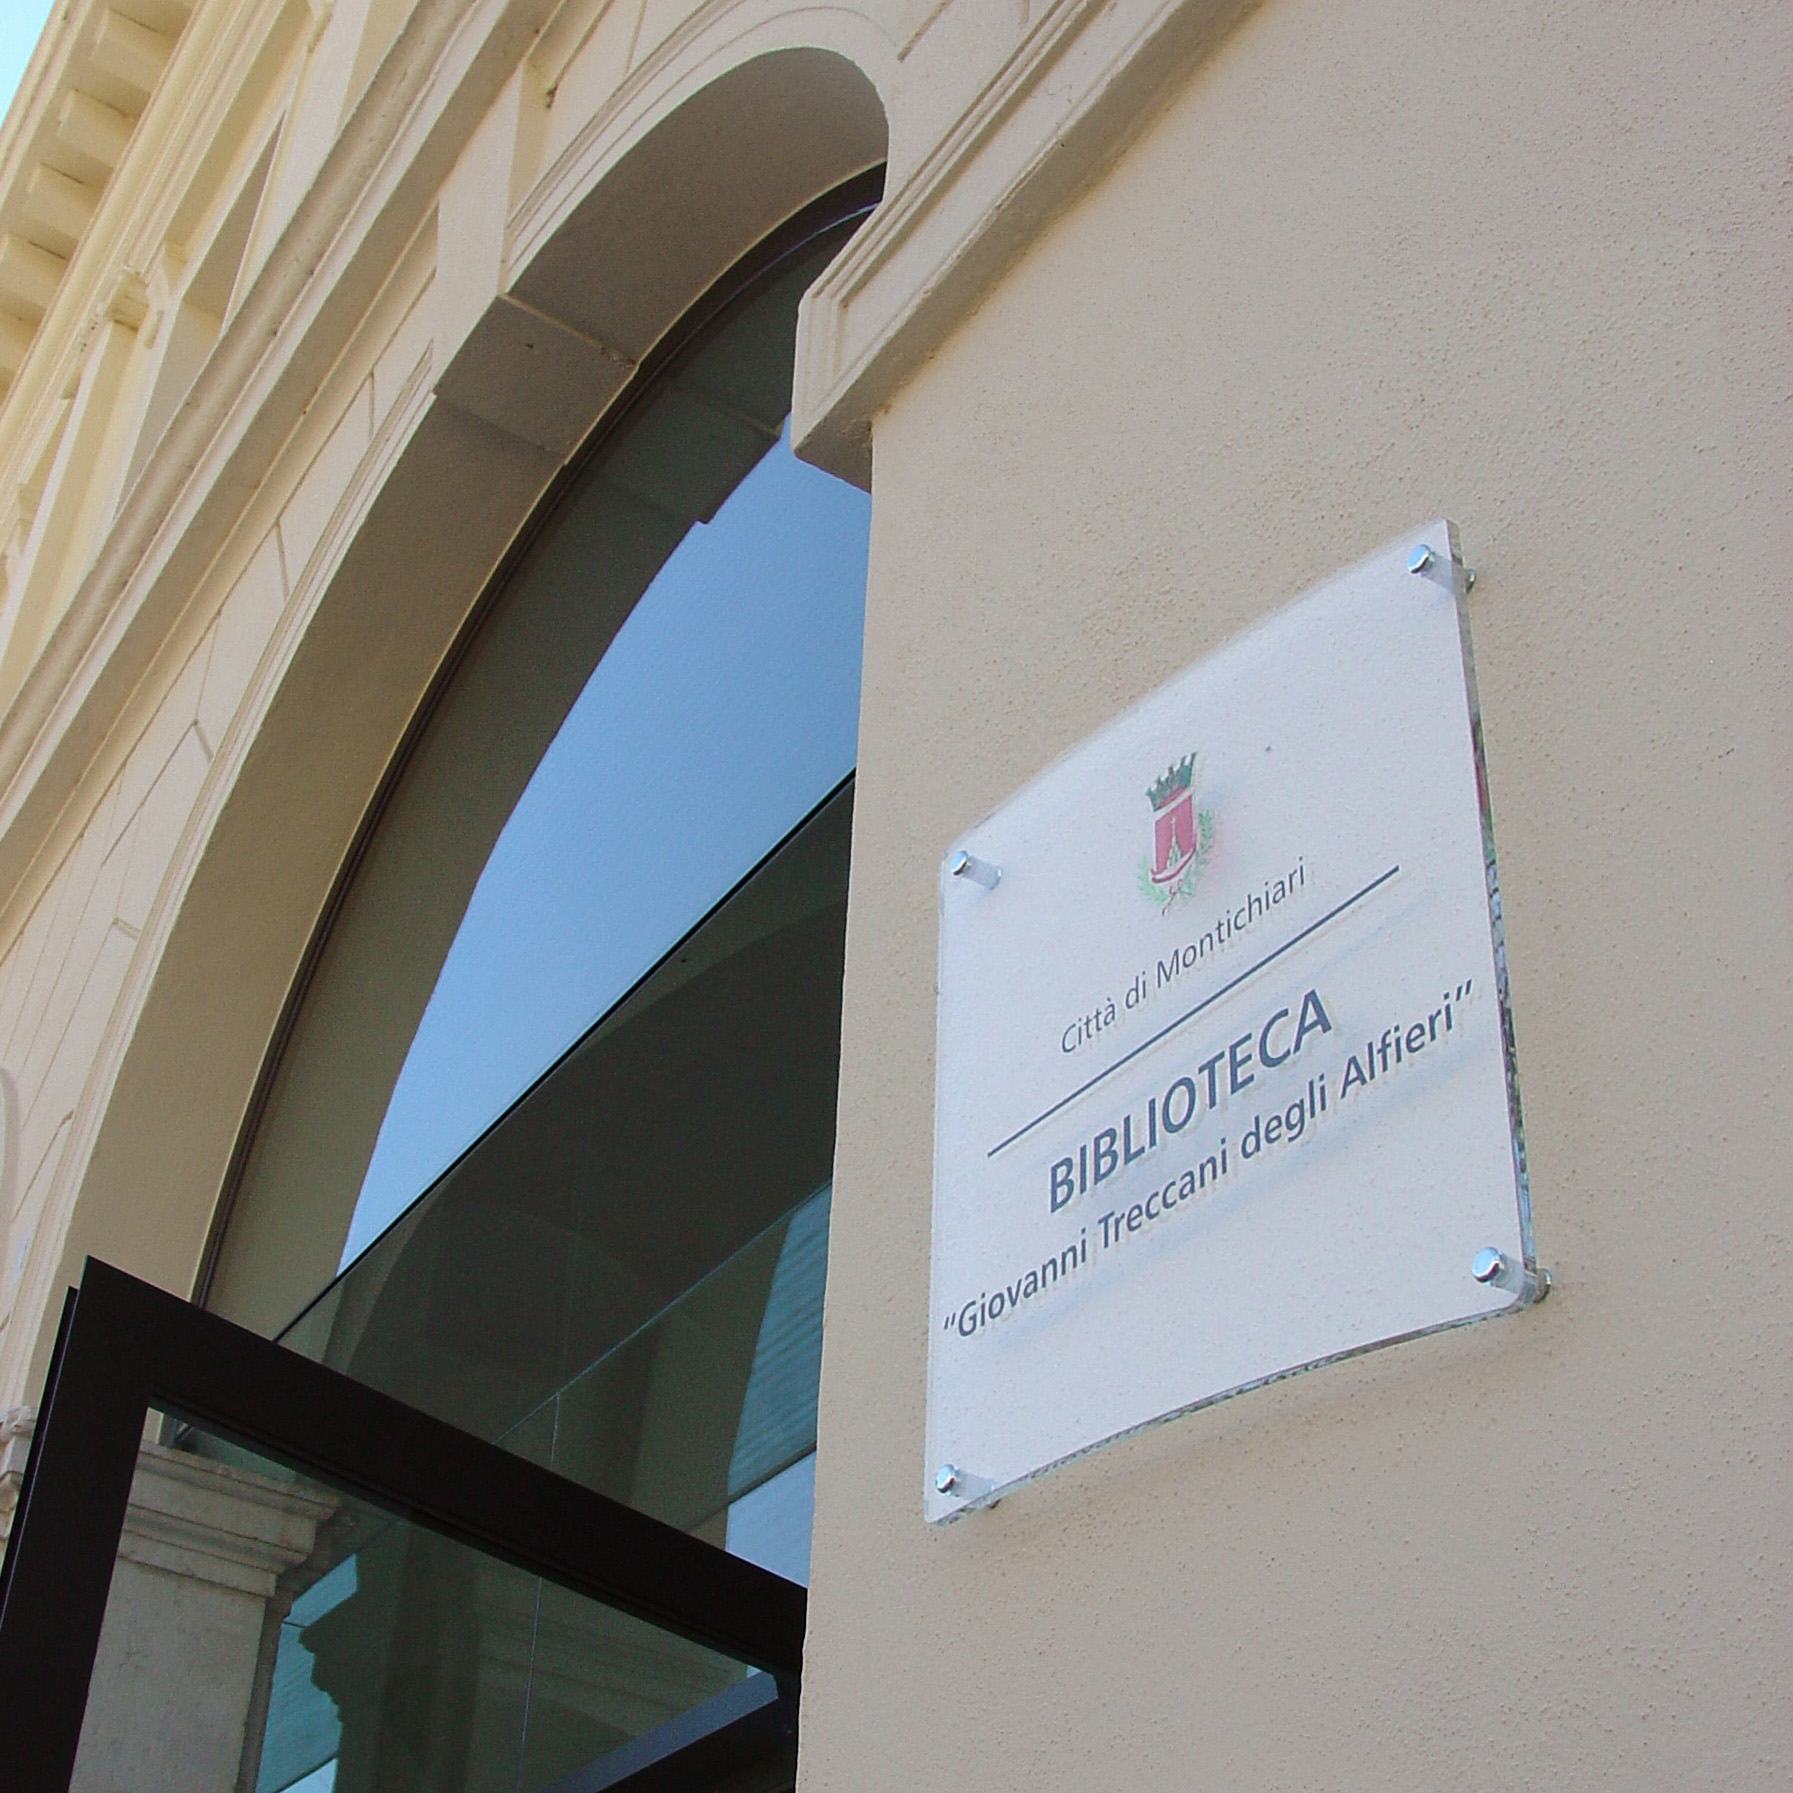 Città di Montichiari
BIBLIOTECA
"Giovanni Treccani degli Alfieri"